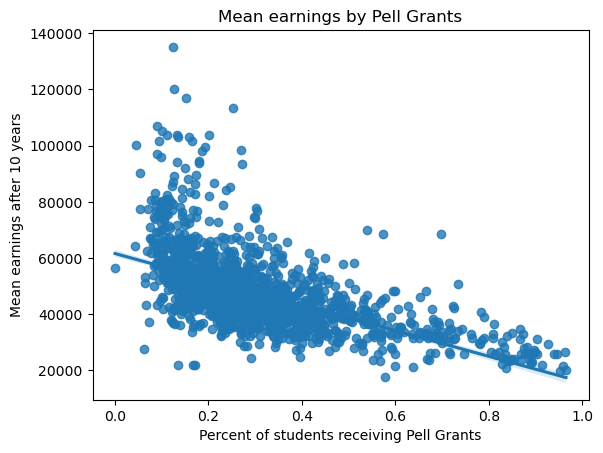 Mean earnings by Pell Grants
Mean earnings after 10 years
140000
120000
100000
80000
60000
40000
20000
0.0 0.2 0.4 0.6 0.8 1.0
Percent of students receiving Pell Grants